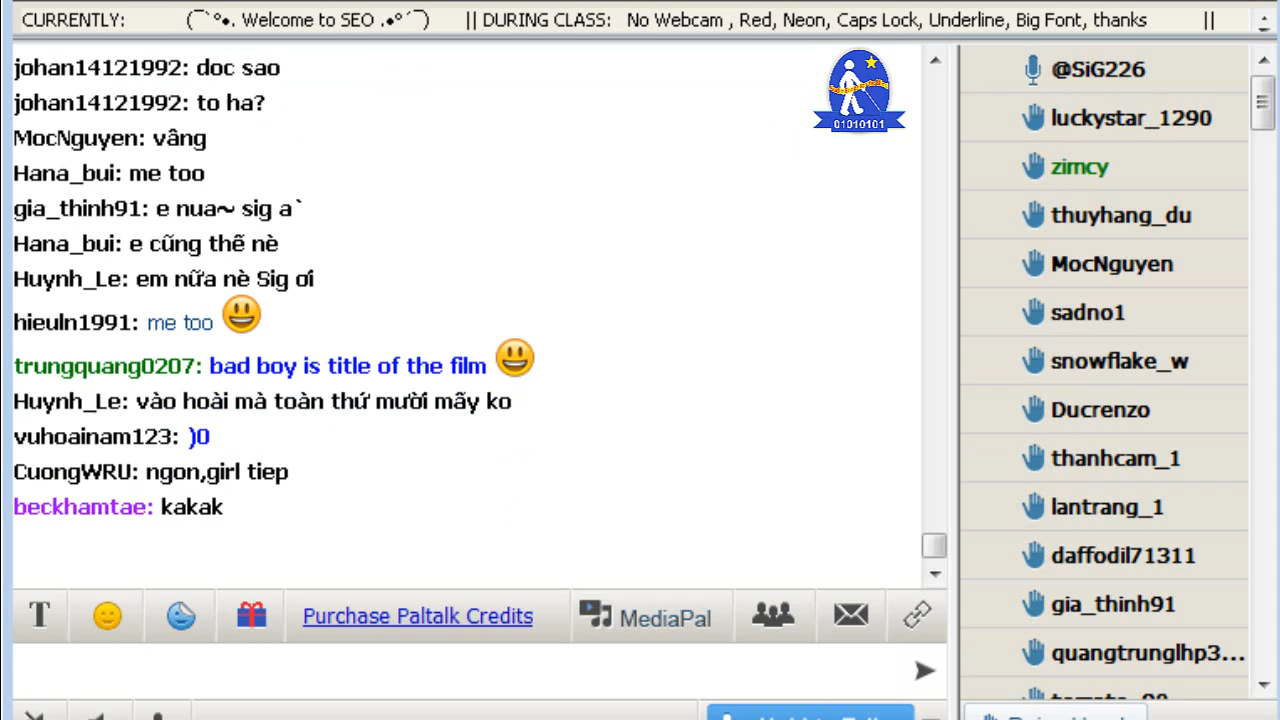 CURRENTLY: (¯`º•. Welcome to SEO .•º´¯) || DURING CLASS: No Webcam , Red, Neon, Caps Lock, Underline, Big Font, thanks ||
johan14121992: doc sao
johan14121992: to ha?
MocNguyen: vâng
Hana_bui: me too
gia_thinh91: e nua~ sig a`
Hana_bui: e cũng thế nè
Huynh_Le: em nữa nè Sig ơi
hieuln1991: me too
trungquang0207: bad boy is title of the film
Huynh_Le: vào hoài mà toàn thứ mười mãy ko
vuhoainam123: )0
CuongWRU: ngon,girl tiep
beckhamtae: kakak
01010101
Purchase Paltalk Credits
MediaPal
@SiG226
luckystar_1290
zimcy
thuyhang_du
MocNguyen
sadno1
snowflake_w
Ducrenzo
thanhcam_1
lantrang_1
daffodil71311
gia_thinh91
quangtrunglhp3...